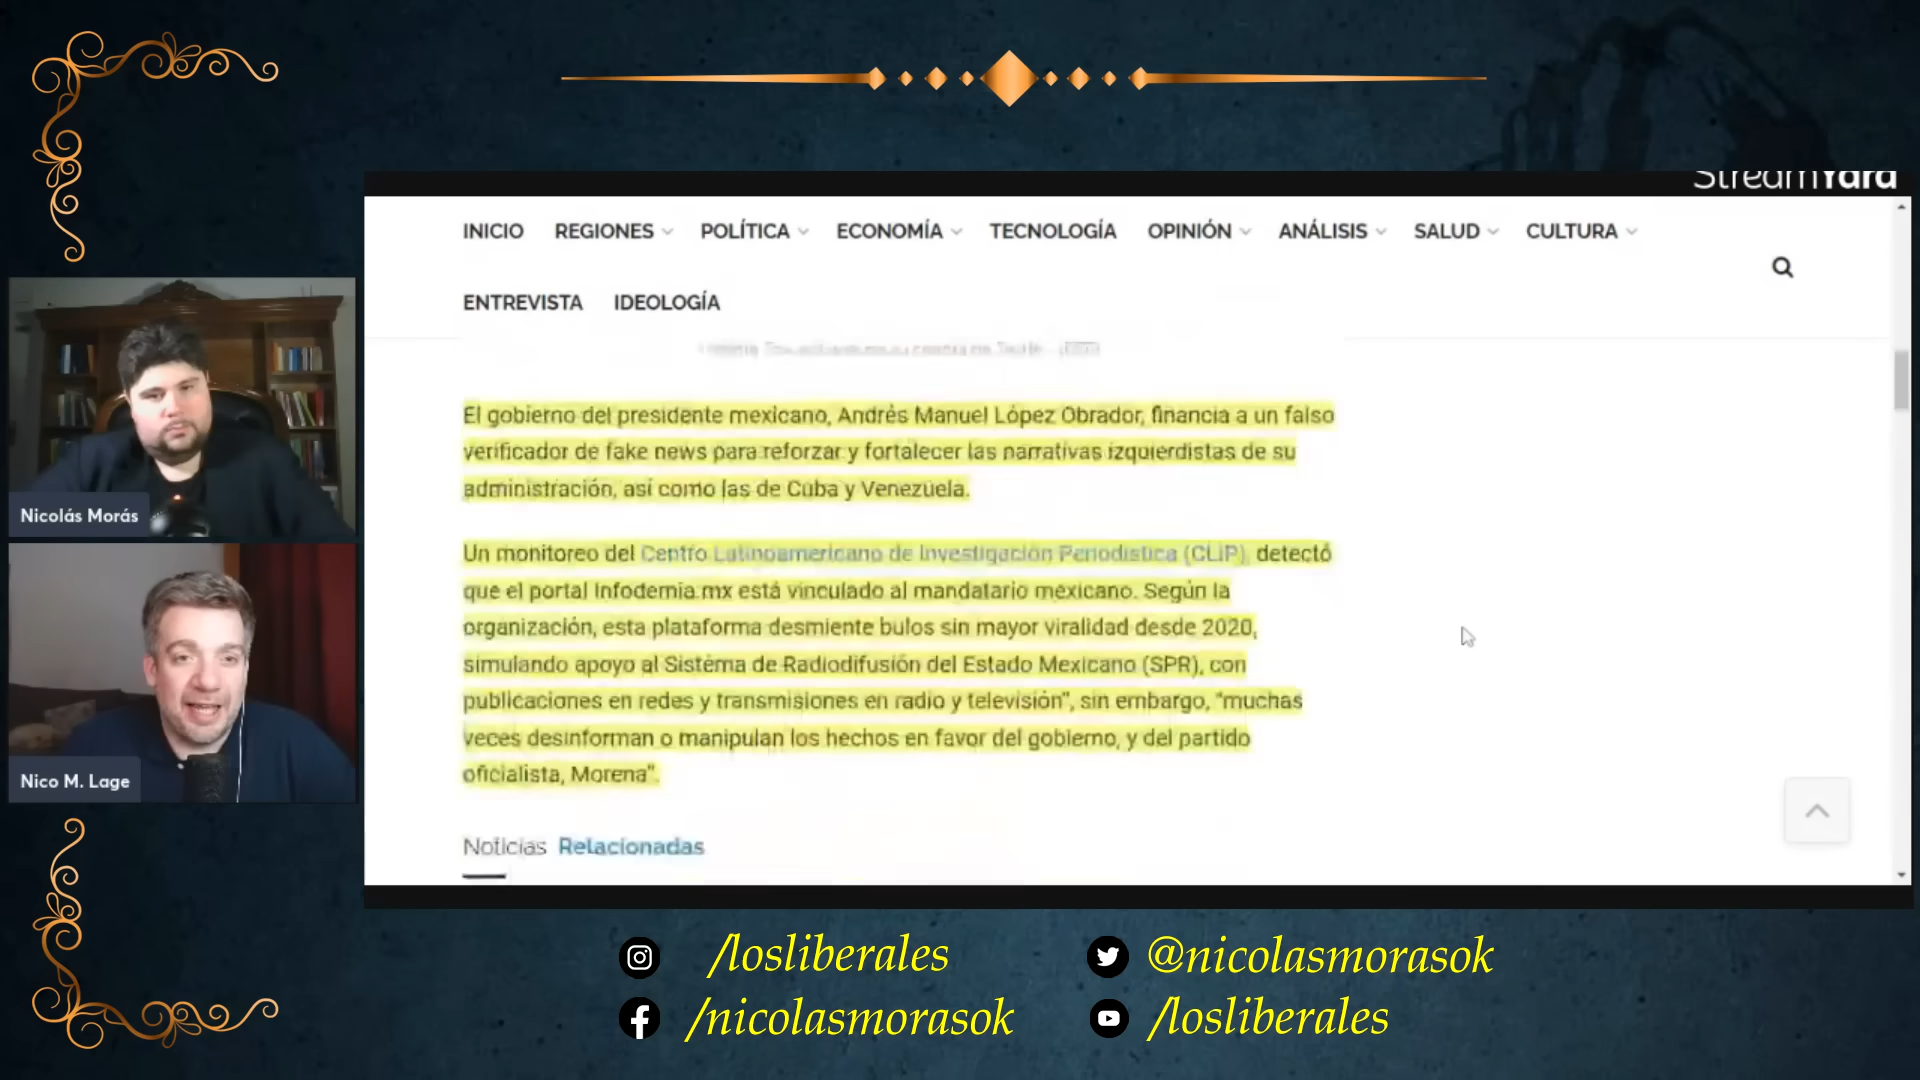 StreamYard
INICIO REGIONES POLÍTICA ECONOMÍA TECNOLOGÍA OPINIÓN ANÁLISIS SALUD CULTURA
ENTREVISTA IDEOLOGÍA
El gobierno del presidente mexicano, Andrés Manuel López Obrador, financia a un falso
verificador de fake news para reforzar y fortalecer las narrativas izquierdistas de su
administración, así como las de Cuba y Venezuela.
Un monitoreo del Centro Latinoamericano de Investigación Periodística (CLIP), detectó
que el portal Infodemia.mx está vinculado al mandatario mexicano. Según la
organización, esta plataforma desmiente bulos sin mayor viralidad desde 2020,
simulando apoyo al Sistema de Radiodifusión del Estado Mexicano (SPR), con
publicaciones en redes y transmisiones en radio y televisión", sin embargo, "muchas
veces desinforman o manipulan los hechos en favor del gobierno, y del partido
oficialista, Morena".
Noticias Relacionadas
Nicolás Morás
Nico M. Lage
/losliberales
@nicolasmorasok
/nicolasmorasok
/losliberales